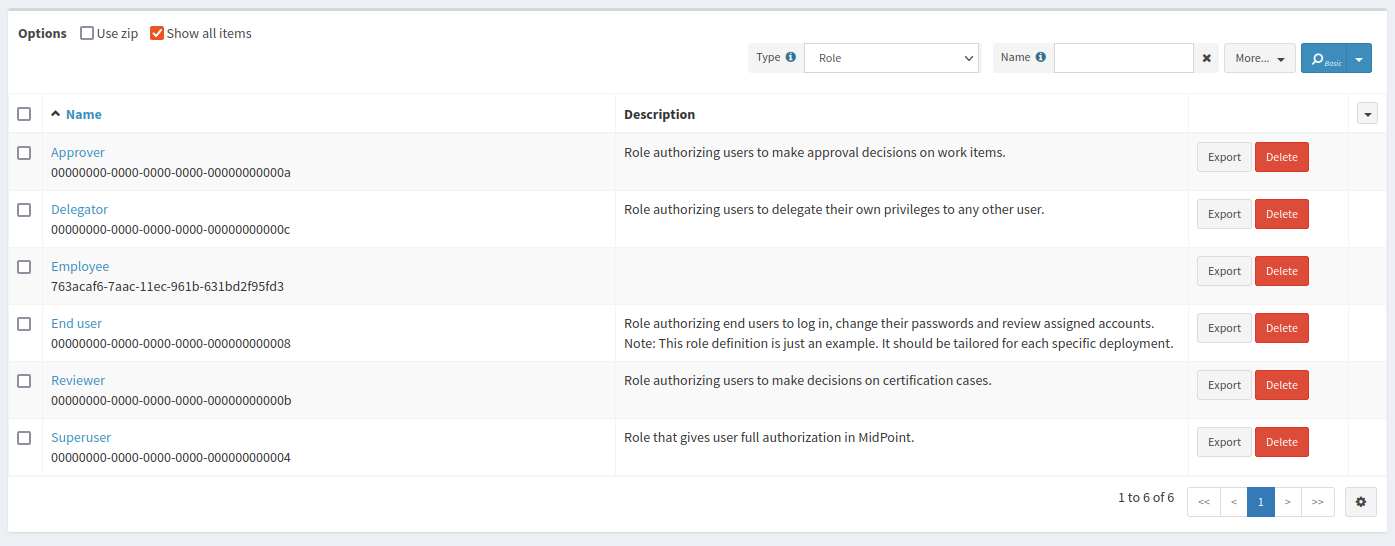 Options Use zip Show all items
Type Role Name More... Basic
Name Description
Approver Role authorizing users to make approval decisions on work items. Export Delete
00000000-0000-0000-0000-00000000000a
Delegator Role authorizing users to delegate their own privileges to any other user. Export Delete
00000000-0000-0000-0000-00000000000c
Employee Export Delete
763acaf6-7aac-11ec-961b-631bd2f95fd3
End user Role authorizing end users to log in, change their passwords and review assigned accounts. Export Delete
00000000-0000-0000-0000-000000000008 Note: This role definition is just an example. It should be tailored for each specific deployment.
Reviewer Role authorizing users to make decisions on certification cases. Export Delete
00000000-0000-0000-0000-00000000000b
Superuser Role that gives user full authorization in MidPoint. Export Delete
00000000-0000-0000-0000-000000000004
1 to 6 of 6 << < 1 > >>